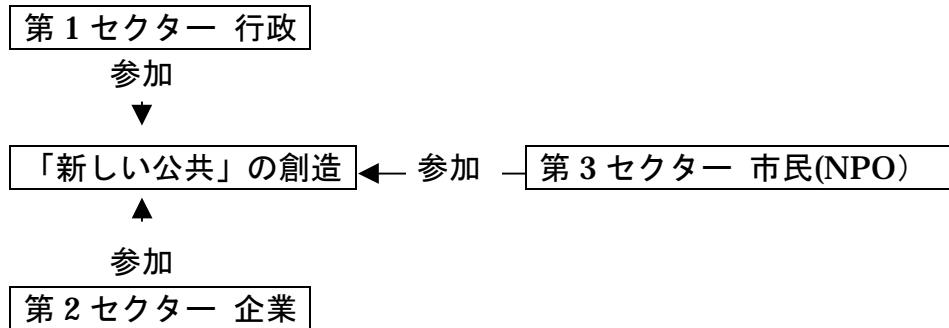 第1セクター 行政
参加
「新しい公共」の創造 参加 第3セクター 市民(NPO)
参加
第2セクター 企業